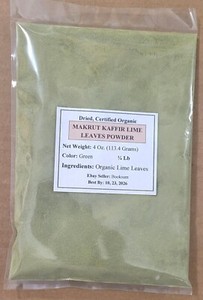 Dried, Certified Organic
MAKRUT KAFFIR LIME
LEAVES POWDER
Net Weight: 4 Oz. (113.4 Grams)
Color: Green ¼ Lb
Ingredients: Organic Lime Leaves
Ebay Seller:
Best By: 10, 23, 2026